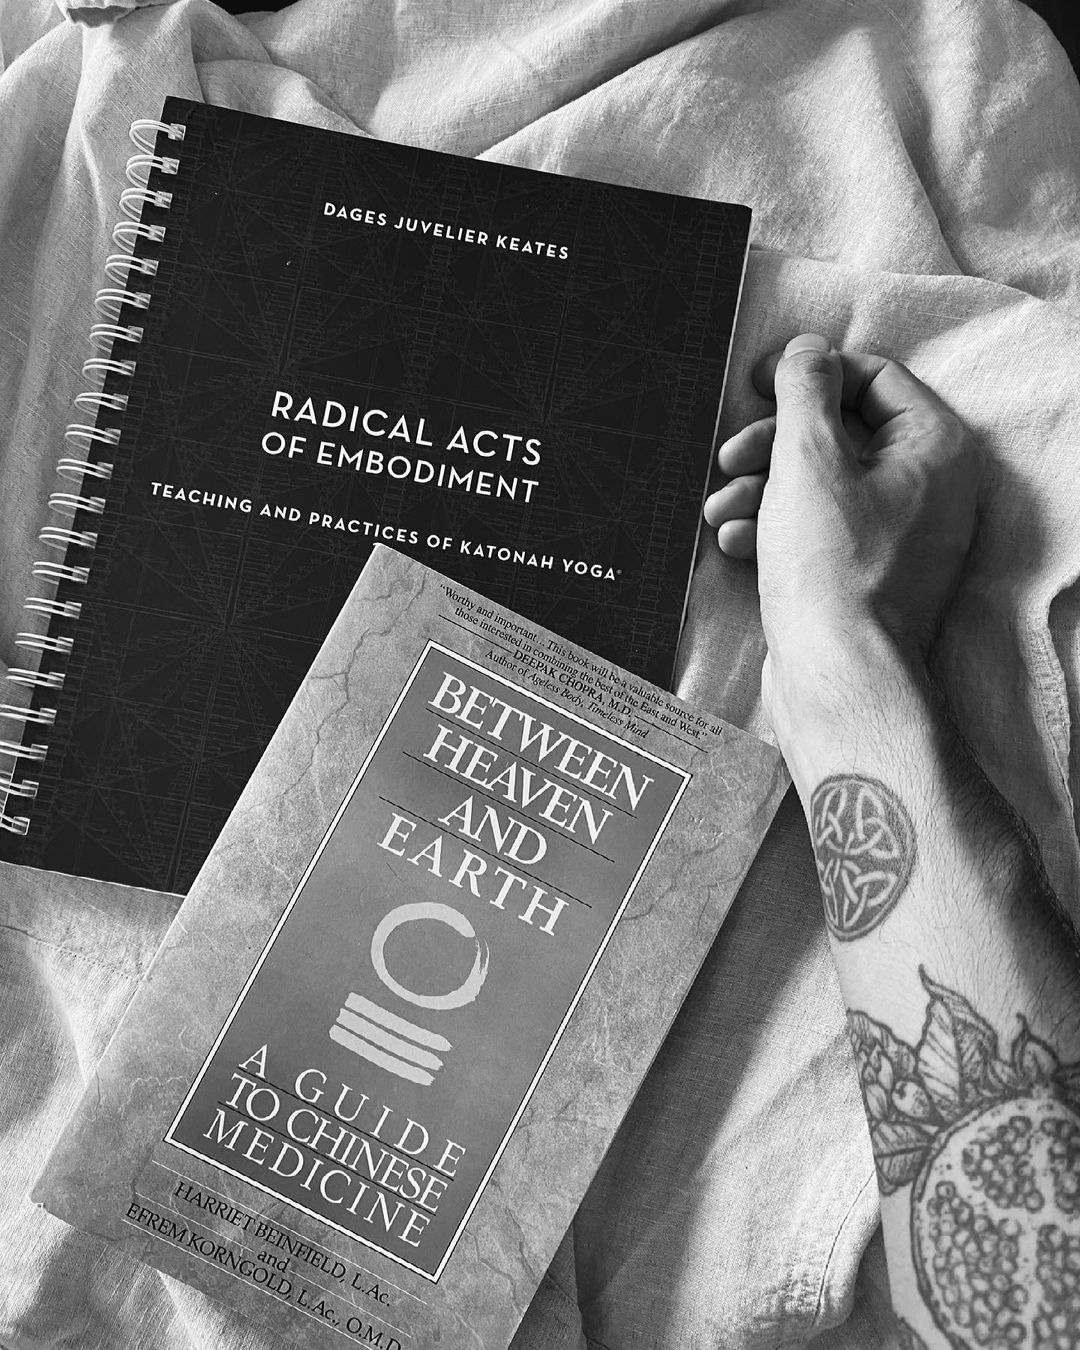 DAGES JUVELIER KEATES
RADICAL ACTS
OF EMBODIMENT
TEACHING AND PRACTICES OF KATONAH YOGA®
“Worthy and important... This book will be a valuable source for all
those interested in combining the best of the East and West.”
—DEEPAK CHOPRA, M.D.
Author of Ageless Body, Timeless Mind
BETWEEN
HEAVEN
AND
EARTH
A GUIDE
TO CHINESE
MEDICINE
HARRIET BEINFIELD, L.Ac.
and
EFREM KORNGOLD, L.Ac., O.M.D.